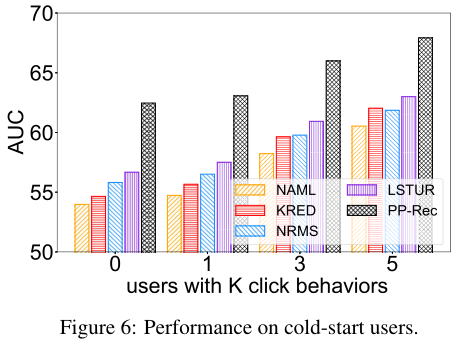 70
65
60
55
50
AUC
0 1 3 5
users with K click behaviors
NAML LSTUR
KRED PP-Rec
NRMS
Figure 6: Performance on cold-start users.